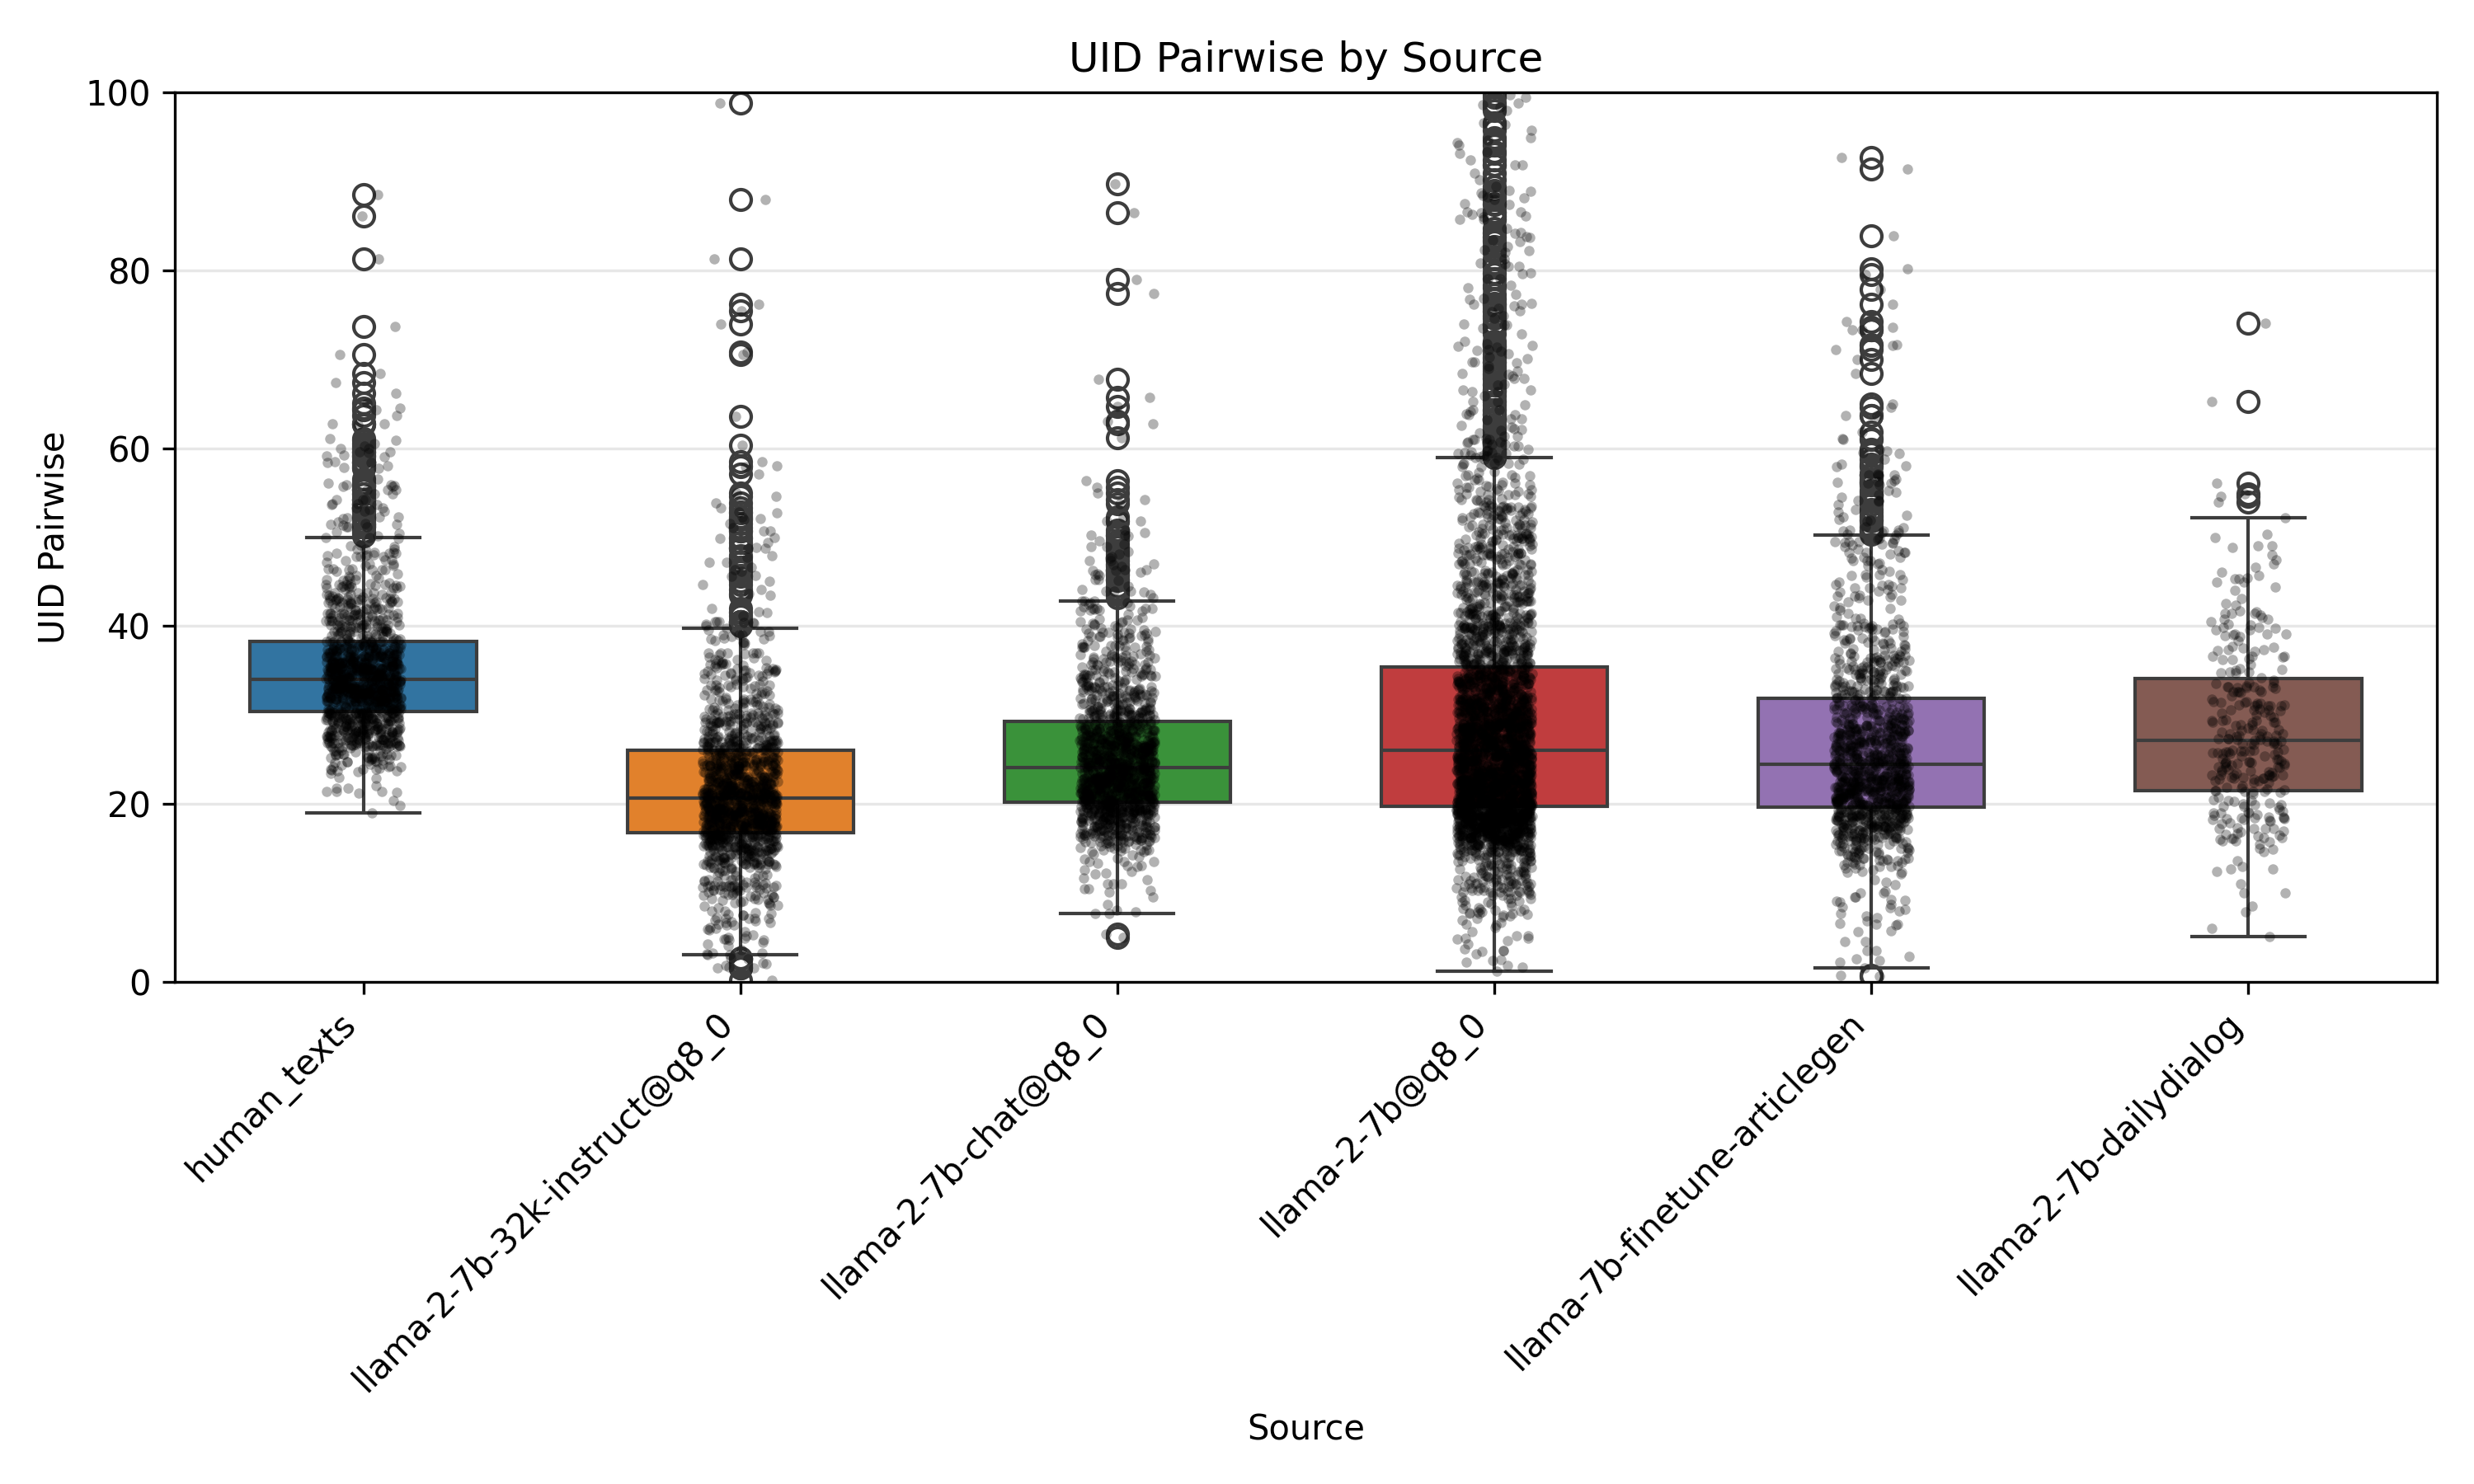 UID Pairwise by Source
UID Pairwise
100
80
60
40
20
0
human_texts
llama-2-7b-32k-instruct@q8_0
llama-2-7b-chat@q8_0
llama-2-7b@q8_0
llama-7b-finetune-articlegen
llama-2-7b-dailydialog
Source